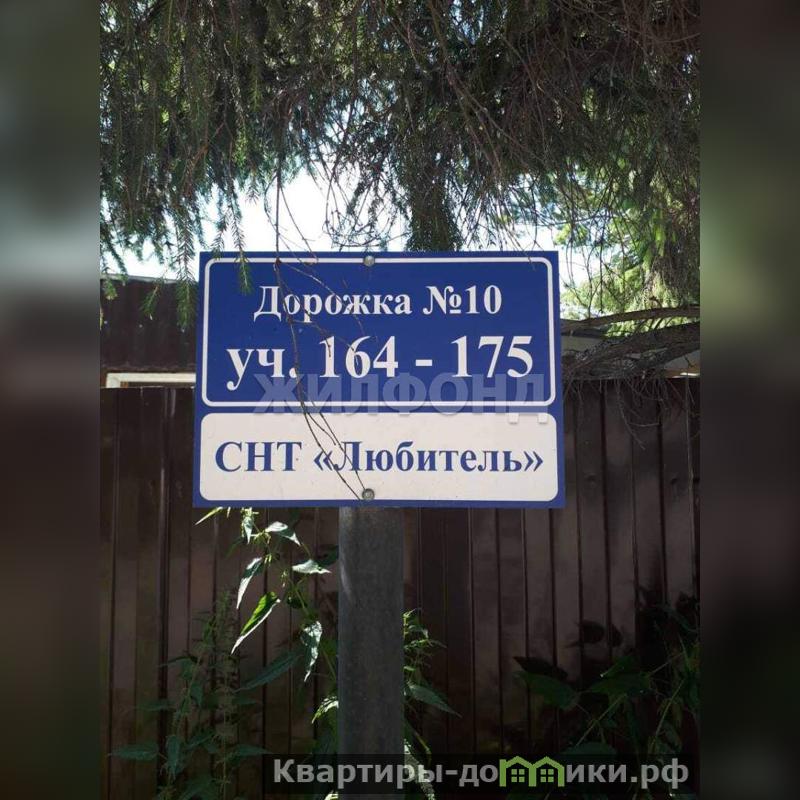 Дорожка №10
уч. 164 - 175
ЖИЛФОНД
СНТ «Любитель»
Квартиры-домики.рф